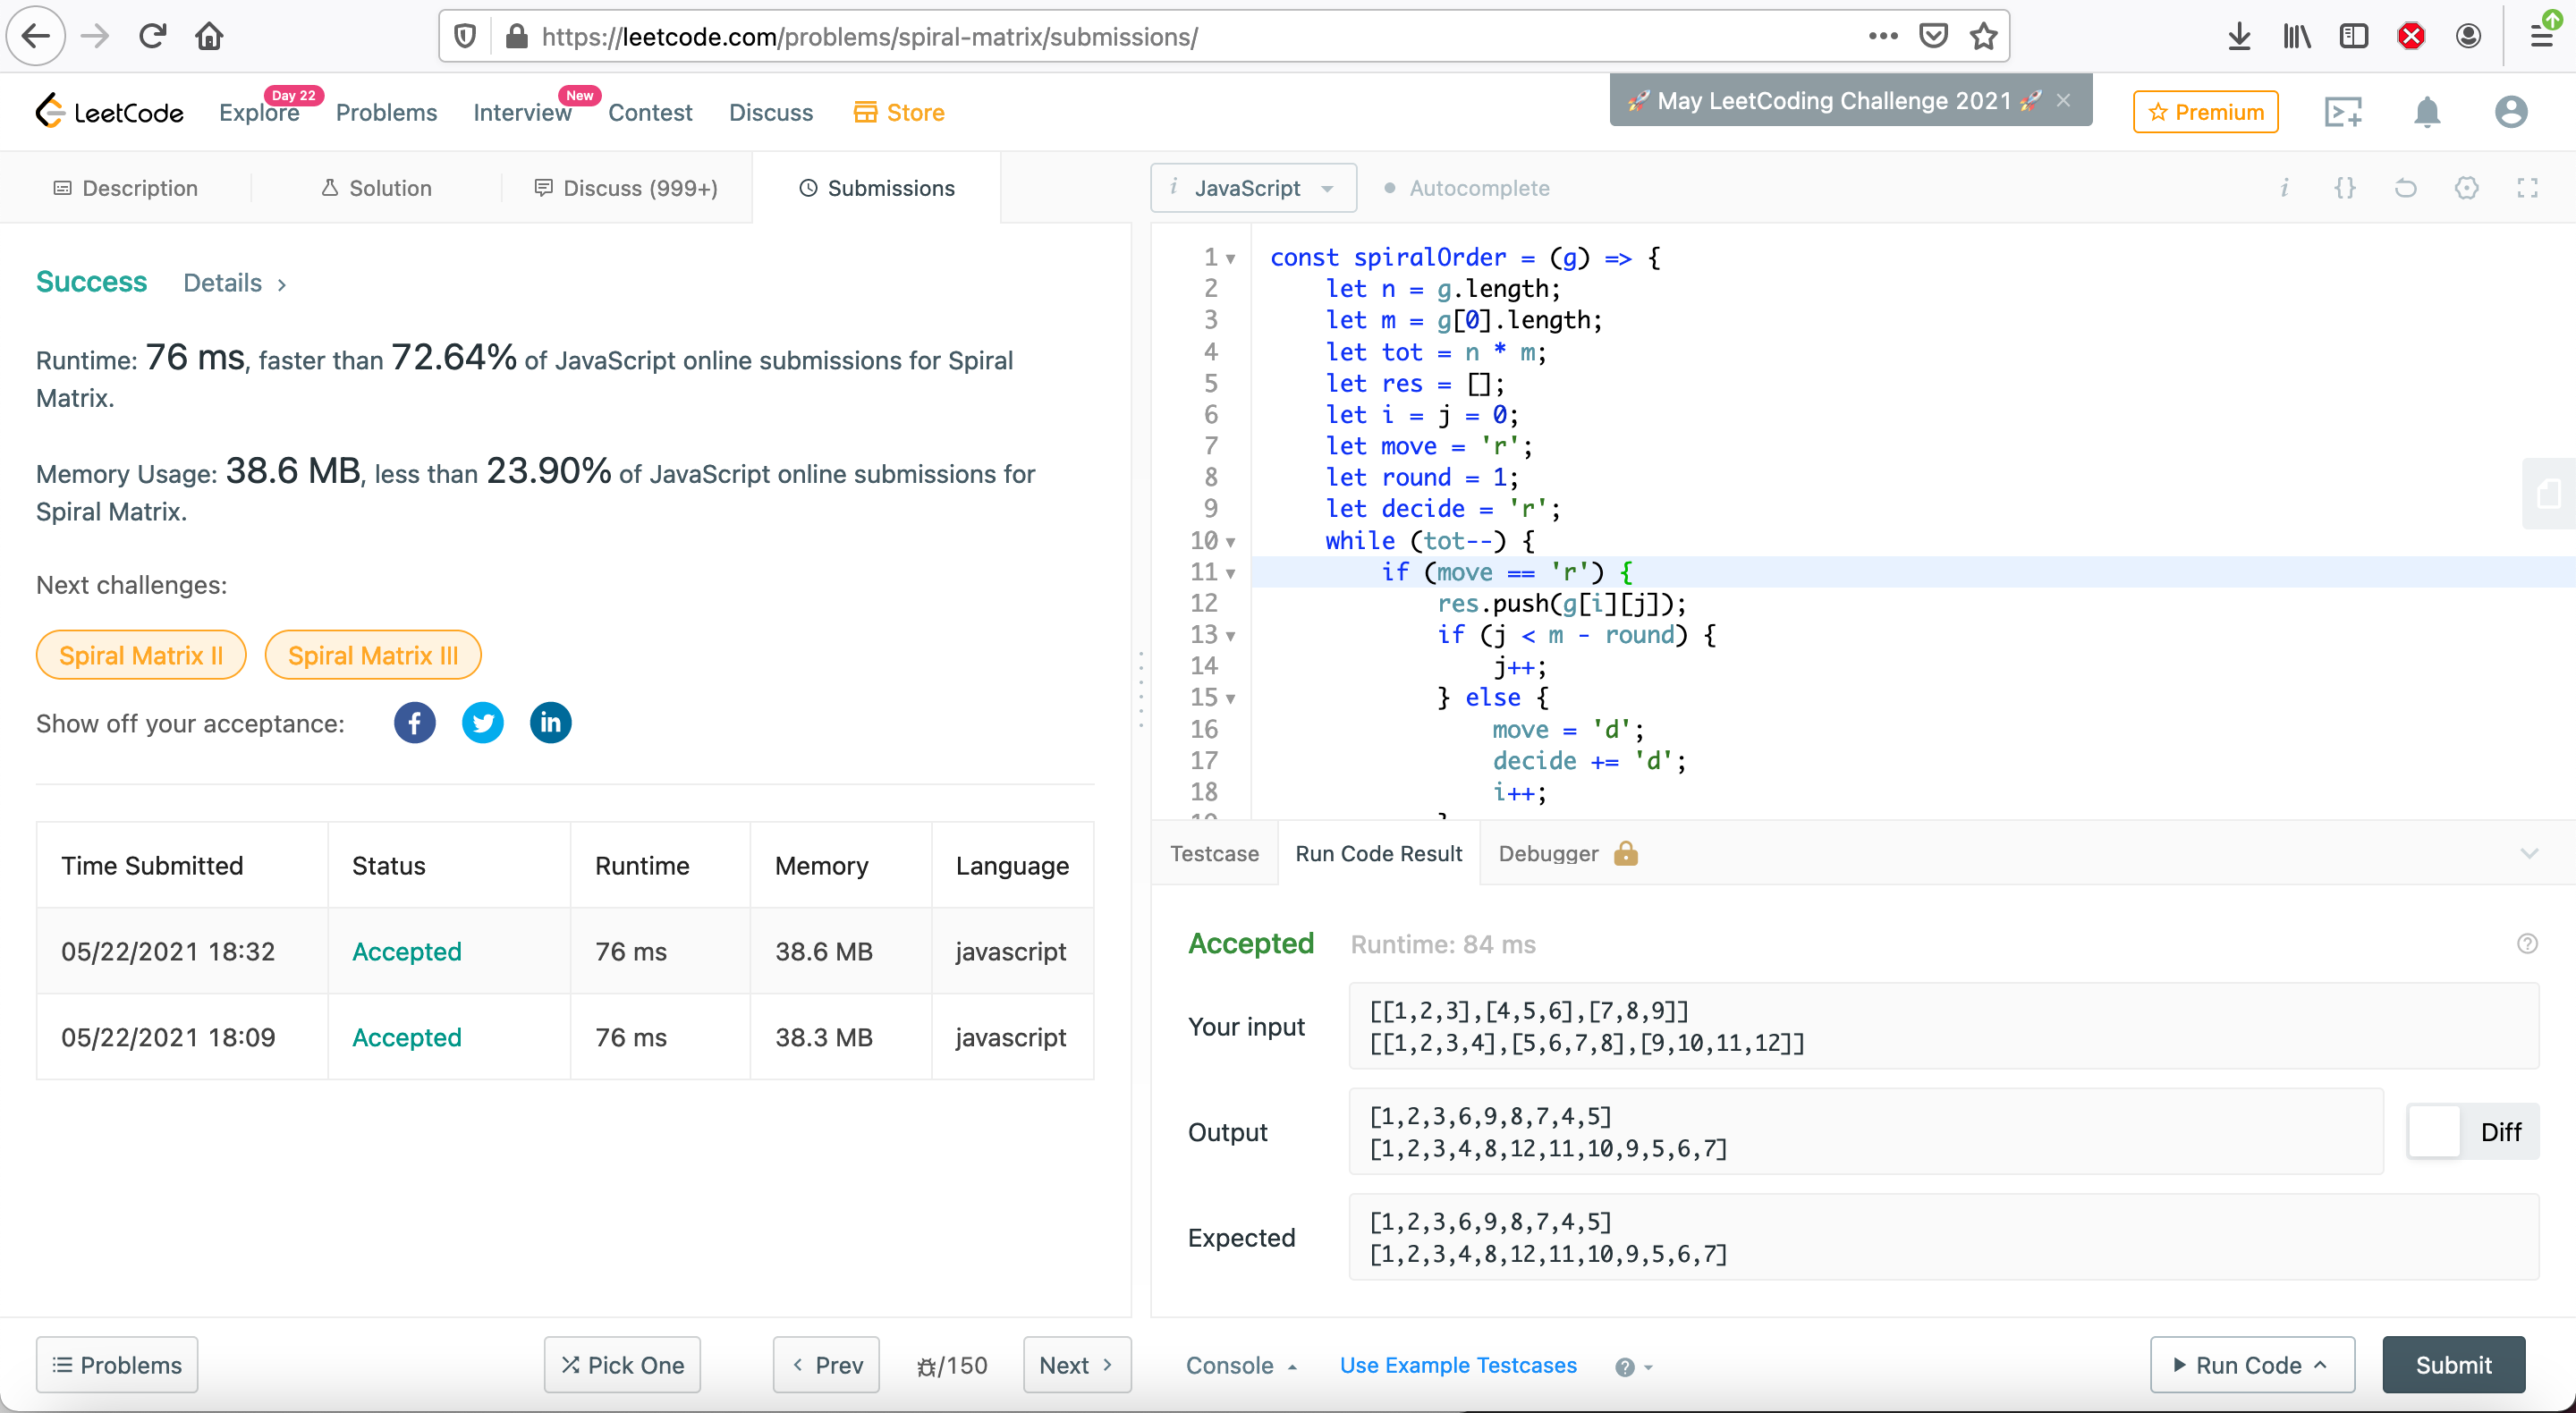 https://leetcode.com/problems/spiral-matrix/submissions/
LeetCode
Explore
Day 22
Problems
Interview
New
Contest
Discuss
Store
🚀 May LeetCoding Challenge 2021 🚀
Premium
Description
Solution
Discuss (999+)
Submissions
Success
Details
Runtime: 76 ms, faster than 72.64% of JavaScript online submissions for Spiral
Matrix.
Memory Usage: 38.6 MB, less than 23.90% of JavaScript online submissions for
Spiral Matrix.
Next challenges:
Spiral Matrix II
Spiral Matrix III
Show off your acceptance:
Time Submitted Status Runtime Memory Language
05/22/2021 18:32 Accepted 76 ms 38.6 MB javascript
05/22/2021 18:09 Accepted 76 ms 38.3 MB javascript
Problems
Pick One
Prev
/150
Next
i JavaScript
Autocomplete
1 const spiralOrder = (g) => {
2 let n = g.length;
3 let m = g[0].length;
4 let tot = n * m;
5 let res = [];
6 let i = j = 0;
7 let move = 'r';
8 let round = 1;
9 let decide = 'r';
10 while (tot--) {
11 if (move == 'r') {
12 res.push(g[i][j]);
13 if (j < m - round) {
14 j++;
15 } else {
16 move = 'd';
17 decide += 'd';
18 i++;
Testcase
Run Code Result
Debugger
Accepted
Runtime: 84 ms
Your input
[[1,2,3],[4,5,6],[7,8,9]]
[[1,2,3,4],[5,6,7,8],[9,10,11,12]]
Output
[1,2,3,6,9,8,7,4,5]
[1,2,3,4,8,12,11,10,9,5,6,7]
Diff
Expected
[1,2,3,6,9,8,7,4,5]
[1,2,3,4,8,12,11,10,9,5,6,7]
Console
Use Example Testcases
Run Code
Submit